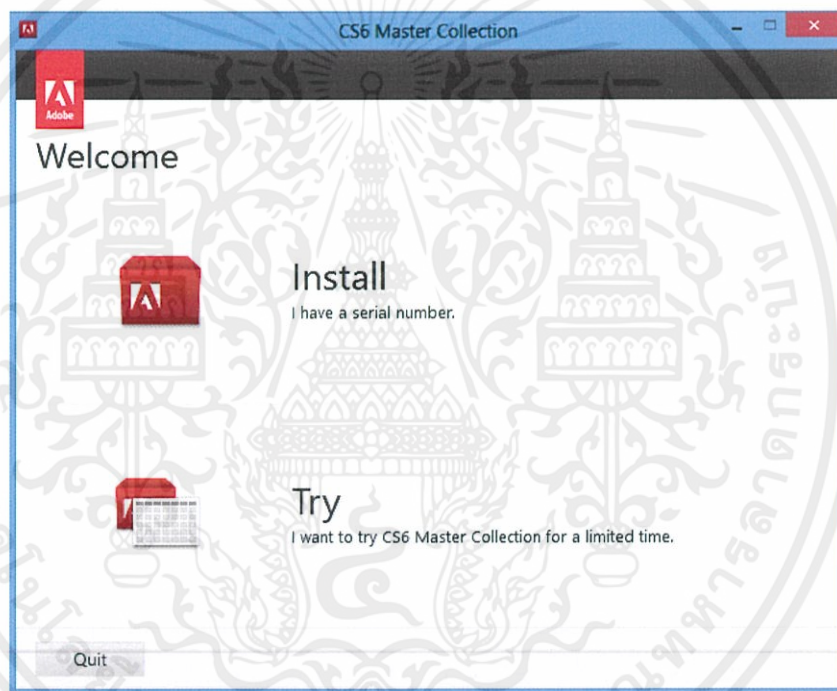 CS6 Master Collection
Adobe
Welcome
Install
I have a serial number.
Try
I want to try CS6 Master Collection for a limited time.
Quit